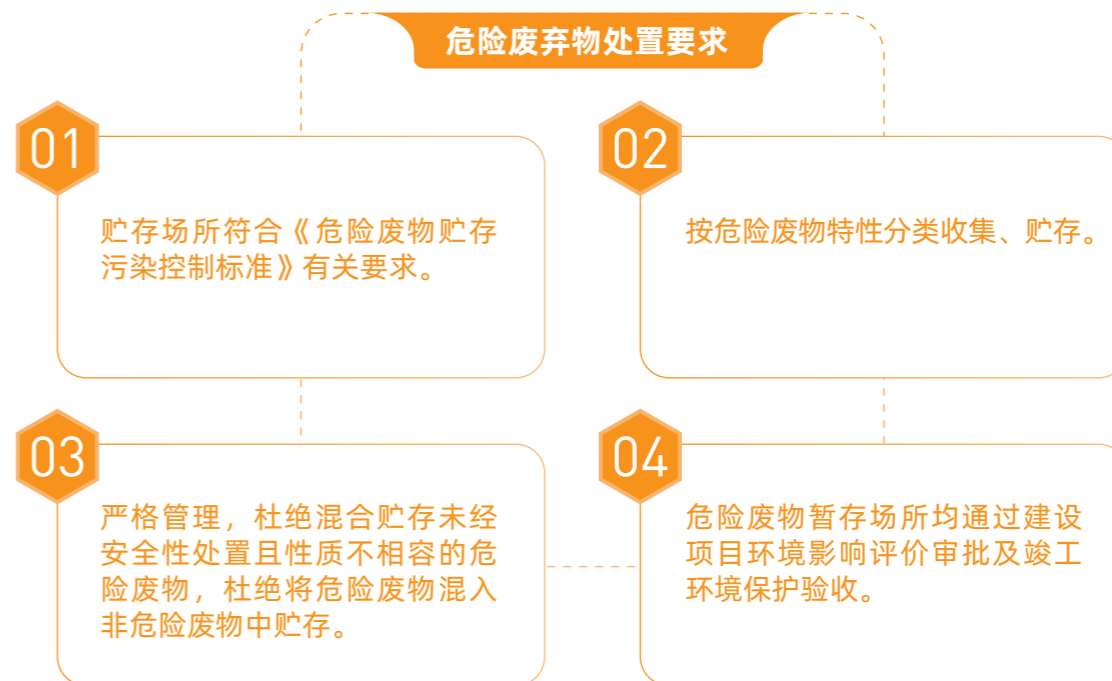 危险废弃物处置要求
01
贮存场所符合《危险废物贮存
污染控制标准》有关要求。
02
按危险废物特性分类收集、贮存。
03
严格管理，杜绝混合贮存未经
安全性处置且性质不相容的危
险废物，杜绝将危险废物混入
非危险废物中贮存。
04
危险废物暂存场所均通过建设
项目环境影响评价审批及竣工
环境保护验收。